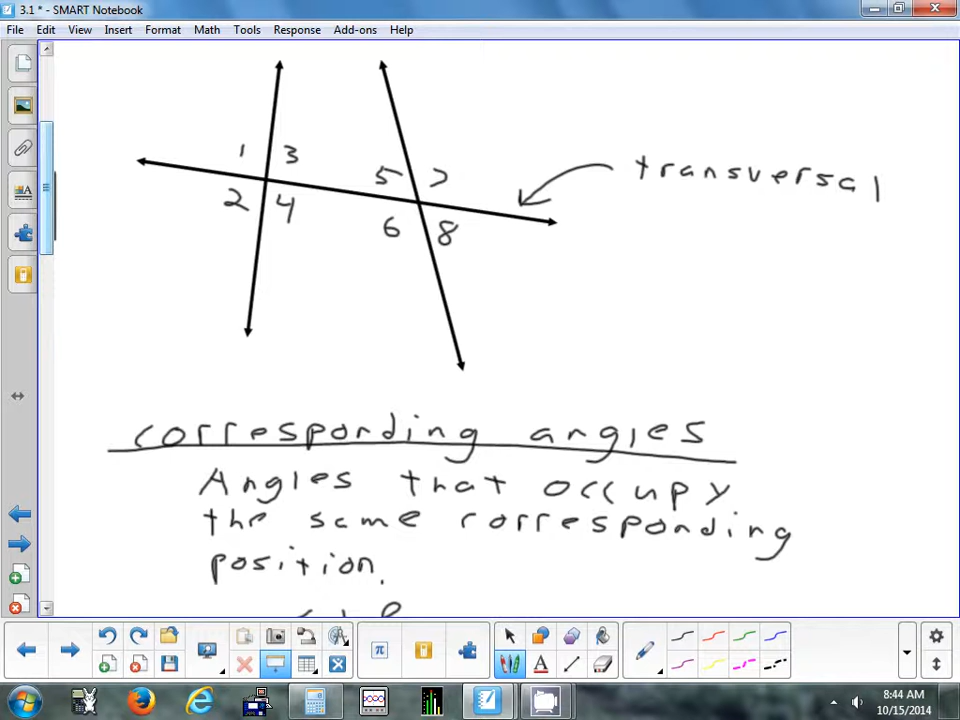 3.1 * - SMART Notebook
File Edit View Insert Format Math Tools Response Add-ons Help
1 3 5 7 transversal
2 4 6 8
corresponding angles
Angles that occupy
the same corresponding
position.
8:44 AM
10/15/2014